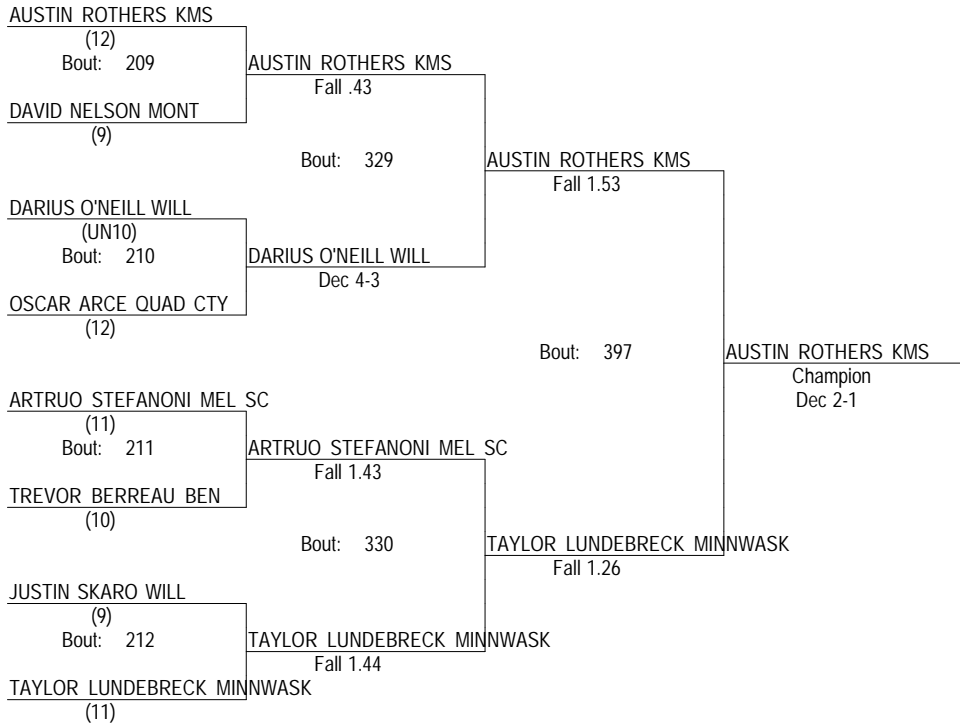 AUSTIN ROTHERS KMS
(12)
Bout: 209
AUSTIN ROTHERS KMS
Fall .43
DAVID NELSON MONT
(9)
Bout: 329
AUSTIN ROTHERS KMS
Fall 1.53
DARIUS O'NEILL WILL
(UN10)
Bout: 210
DARIUS O'NEILL WILL
Dec 4-3
OSCAR ARCE QUAD CTY
(12)
Bout: 397
AUSTIN ROTHERS KMS
Champion
Dec 2-1
ARTRUO STEFANONI MEL SC
(11)
Bout: 211
ARTRUO STEFANONI MEL SC
Fall 1.43
TREVOR BERREAU BEN
(10)
Bout: 330
TAYLOR LUNDEBRECK MINNWASK
Fall 1.26
JUSTIN SKARO WILL
(9)
Bout: 212
TAYLOR LUNDEBRECK MINNWASK
Fall 1.44
TAYLOR LUNDEBRECK MINNWASK
(11)